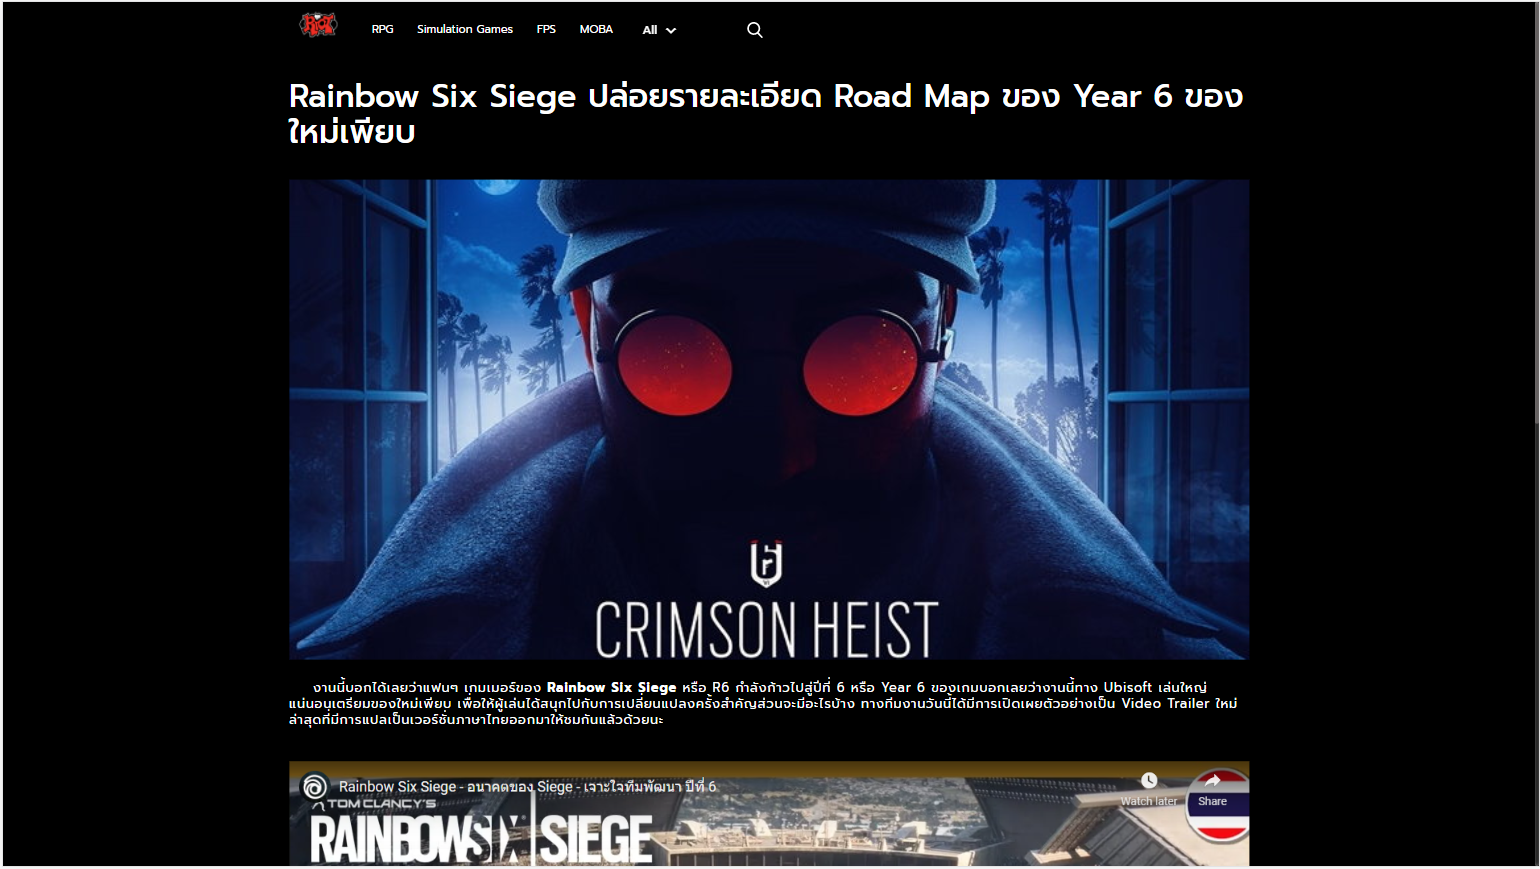 RIOT
RPG Simulation Games FPS MOBA All
Rainbow Six Siege ปล่อยรายละเอียด Road Map ของ Year 6 ของ
ใหม่เพียบ
CRIMSON HEIST
งานนี้บอกได้เลยว่าแฟนๆ เกมเมอร์ของ Rainbow Six Siege หรือ R6 กำลังก้าวไปสู่ปีที่ 6 หรือ Year 6 ของเกมบอกเลยว่างานนี้ทาง Ubisoft เล่นใหญ่
แน่นอนเตรียมของใหม่เพียบ เพื่อให้ผู้เล่นได้สนุกไปกับการเปลี่ยนแปลงครั้งสำคัญส่วนจะมีอะไรบ้าง ทางทีมงานวันนี้ได้มีการเปิดเผยตัวอย่างเป็น Video Trailer ใหม่
ล่าสุดที่มีการแปลเป็นเวอร์ชั่นภาษาไทยออกมาให้ชมกันแล้วด้วยนะ
Rainbow Six Siege - อนาคตของ Siege - เจาะใจทีมพัฒนา ปีที่ 6
Watch later Share
TOM CLANCY'S
RAINBOW SIX | SIEGE